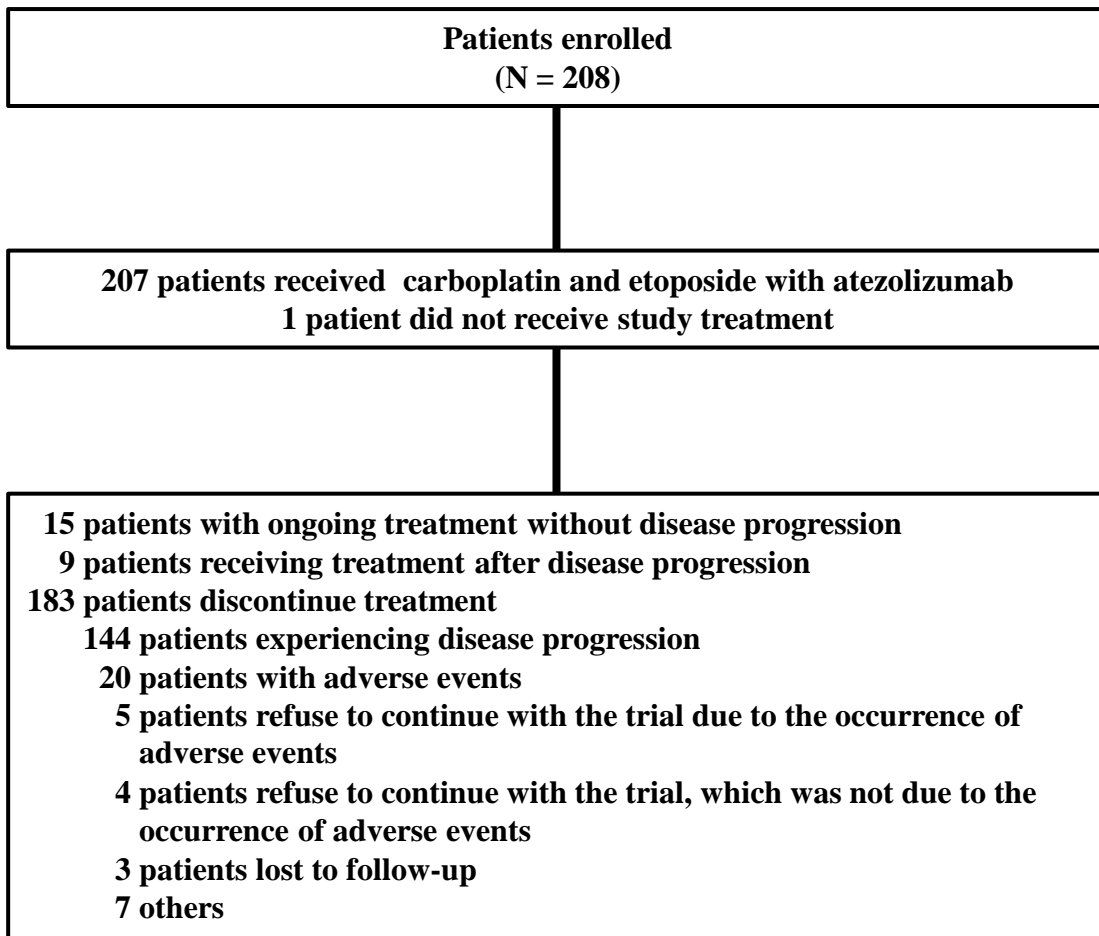 Patients enrolled
(N = 208)
207 patients received  carboplatin and etoposide with atezolizumab
1 patient did not receive study treatment
15 patients with ongoing treatment without disease progression
9 patients receiving treatment after disease progression
183 patients discontinue treatment
144 patients experiencing disease progression
20 patients with adverse events
5 patients refuse to continue with the trial due to the occurrence of
adverse events
4 patients refuse to continue with the trial, which was not due to the
occurrence of adverse events
3 patients lost to follow-up
7 others